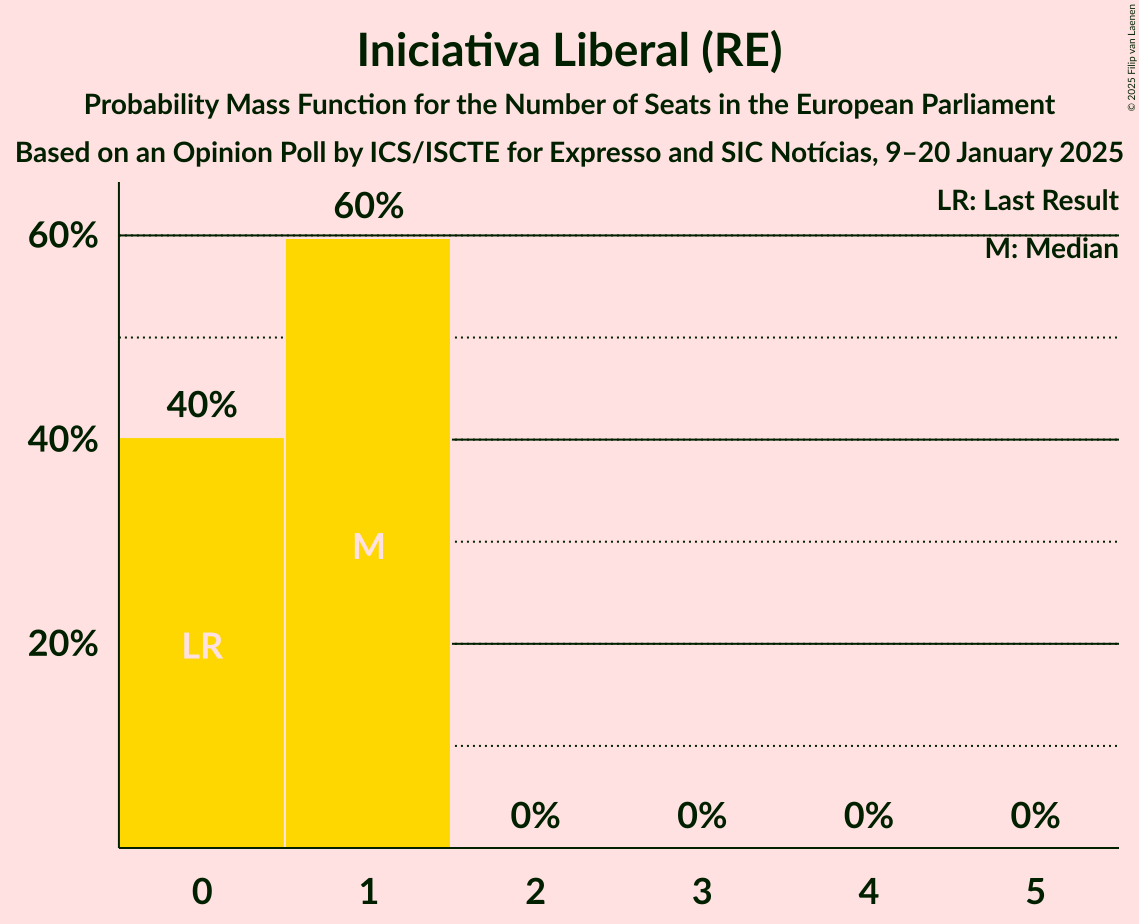 Iniciativa Liberal (RE)
Probability Mass Function for the Number of Seats in the European Parliament
Based on an Opinion Poll by ICS/ISCTE for Expresso and SIC Notícias, 9–20 January 2025
© 2025 Filip van Laenen
LR: Last Result
M: Median
60%
60%
40%
40%
20%
M
LR
0%
0%
0%
0%
0
1
2
3
4
5